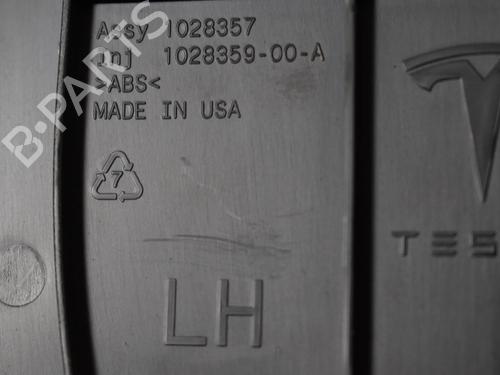 Assy 1028357
Inj 1028359-00-A
>ABS<
MADE IN USA
7
LH
TES
B-PARTS